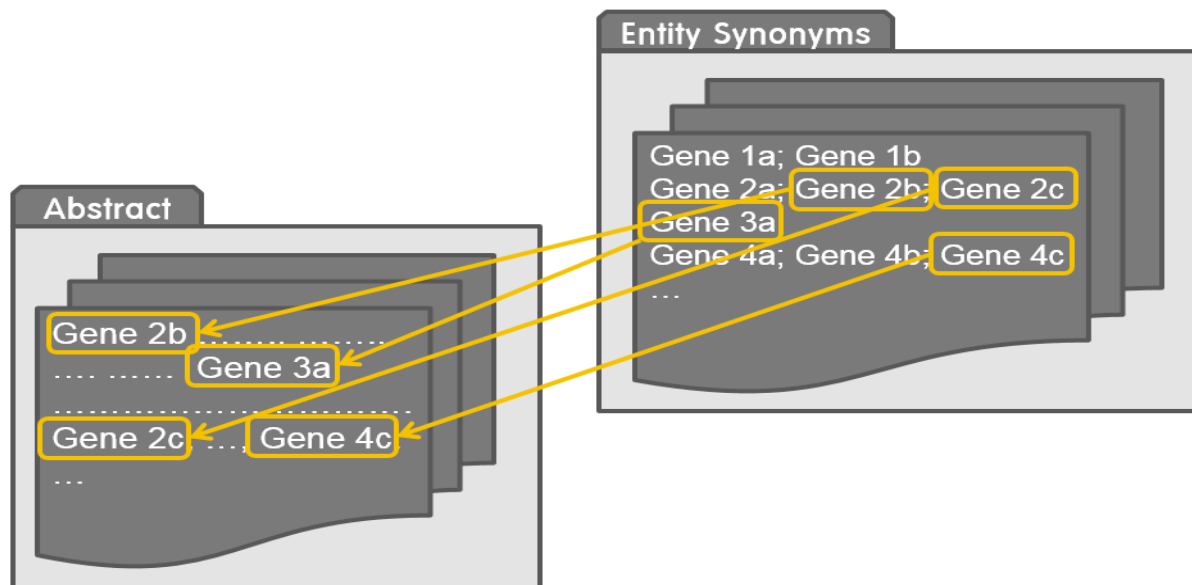 Entity Synonyms
Gene 1a; Gene 1b
Gene 2a; Gene 2b; Gene 2c
Gene 3a
Gene 4a; Gene 4b; Gene 4c
...
Abstract
Gene 2b ......... ........
.... ...... Gene 3a
.................................
Gene 2c, ..., Gene 4c,
...